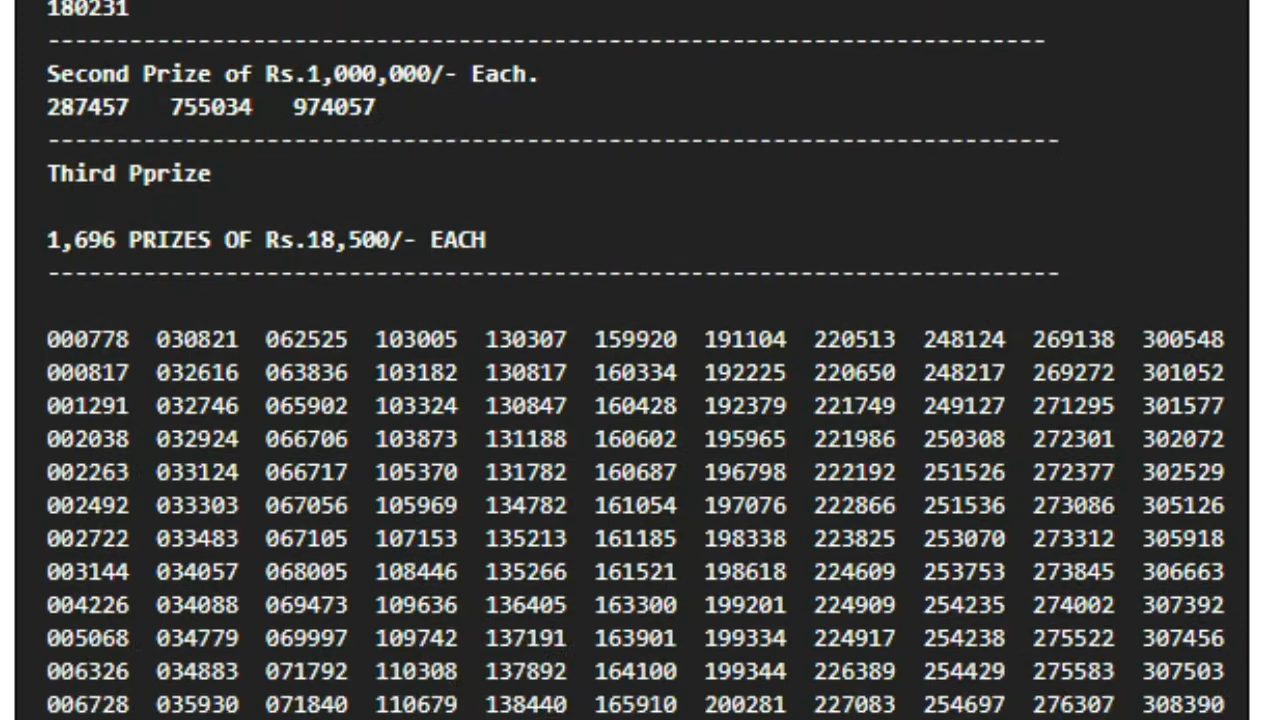 180231
--------------------------------------------------------------------------
Second Prize of Rs.1,000,000/- Each.
287457 755034 974057
--------------------------------------------------------------------------
Third Pprize
1,696 PRIZES OF Rs.18,500/- EACH
--------------------------------------------------------------------------
000778 030821 062525 103005 130307 159920 191104 220513 248124 269138 300548
000817 032616 063836 103182 130817 160334 192225 220650 248217 269272 301052
001291 032746 065902 103324 130847 160428 192379 221749 249127 271295 301577
002038 032924 066706 103873 131188 160602 195965 221986 250308 272301 302072
002263 033124 066717 105370 131782 160687 196798 222192 251526 272377 302529
002492 033303 067056 105969 134782 161054 197076 222866 251536 273086 305126
002722 033483 067105 107153 135213 161185 198338 223825 253070 273312 305918
003144 034057 068005 108446 135266 161521 198618 224609 253753 273845 306663
004226 034088 069473 109636 136405 163300 199201 224909 254235 274002 307392
005068 034779 069997 109742 137191 163901 199334 224917 254238 275522 307456
006326 034883 071792 110308 137892 164100 199344 226389 254429 275583 307503
006728 035930 071840 110679 138440 165910 200281 227083 254697 276307 308390